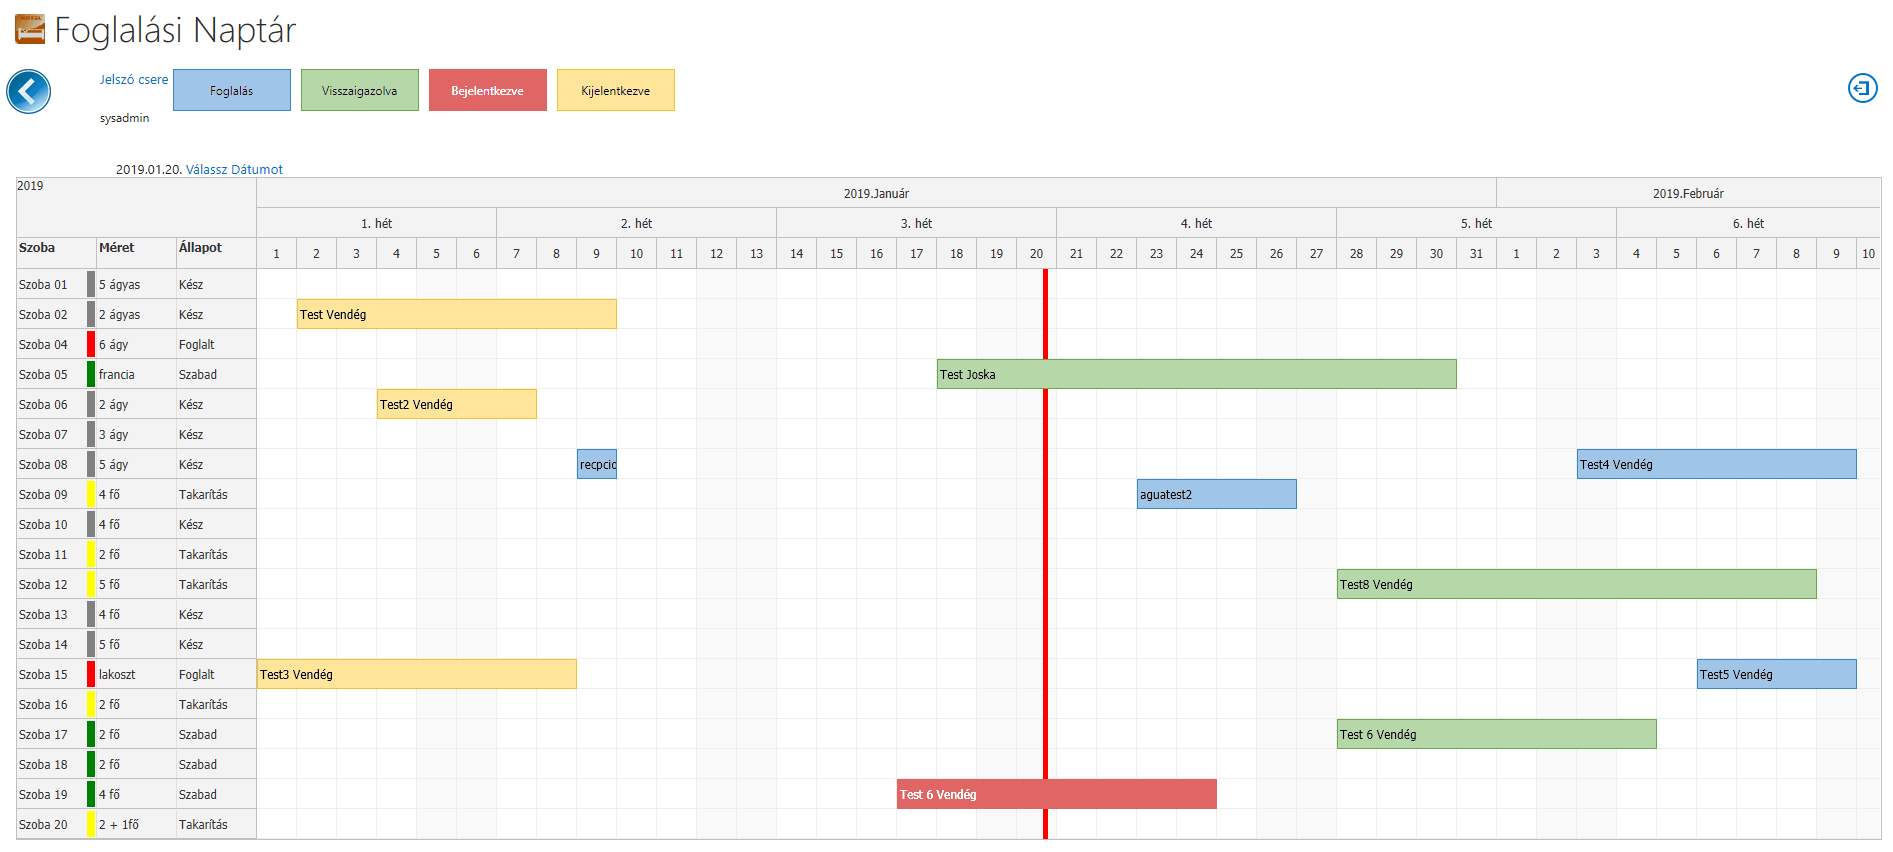 Foglalási Naptár
Jelszó csere
Foglalás
Visszaigazolva
Bejelentkezve
Kijelentkezve
sysadmin
2019.01.20. Válassz Dátumot
2019
2019.Január 2019.Február
1. hét 2. hét 3. hét 4. hét 5. hét 6. hét
Szoba Méret Állapot 1 2 3 4 5 6 7 8 9 10 11 12 13 14 15 16 17 18 19 20 21 22 23 24 25 26 27 28 29 30 31 1 2 3 4 5 6 7 8 9 10
Szoba 01 5 ágyas Kész
Szoba 02 2 ágyas Kész Test Vendég
Szoba 04 6 ágy Foglalt
Szoba 05 francia Szabad Test Joska
Szoba 06 2 ágy Kész Test2 Vendég
Szoba 07 3 ágy Kész
Szoba 08 5 ágy Kész recpcio Test4 Vendég
Szoba 09 4 fő Takarítás aguatest2
Szoba 10 4 fő Kész
Szoba 11 2 fő Takarítás
Szoba 12 5 fő Takarítás Test8 Vendég
Szoba 13 4 fő Kész
Szoba 14 5 fő Kész
Szoba 15 lakoszt Foglalt Test3 Vendég Test5 Vendég
Szoba 16 2 fő Takarítás
Szoba 17 2 fő Szabad Test 6 Vendég
Szoba 18 2 fő Szabad
Szoba 19 4 fő Szabad Test 6 Vendég
Szoba 20 2 + 1fő Takarítás